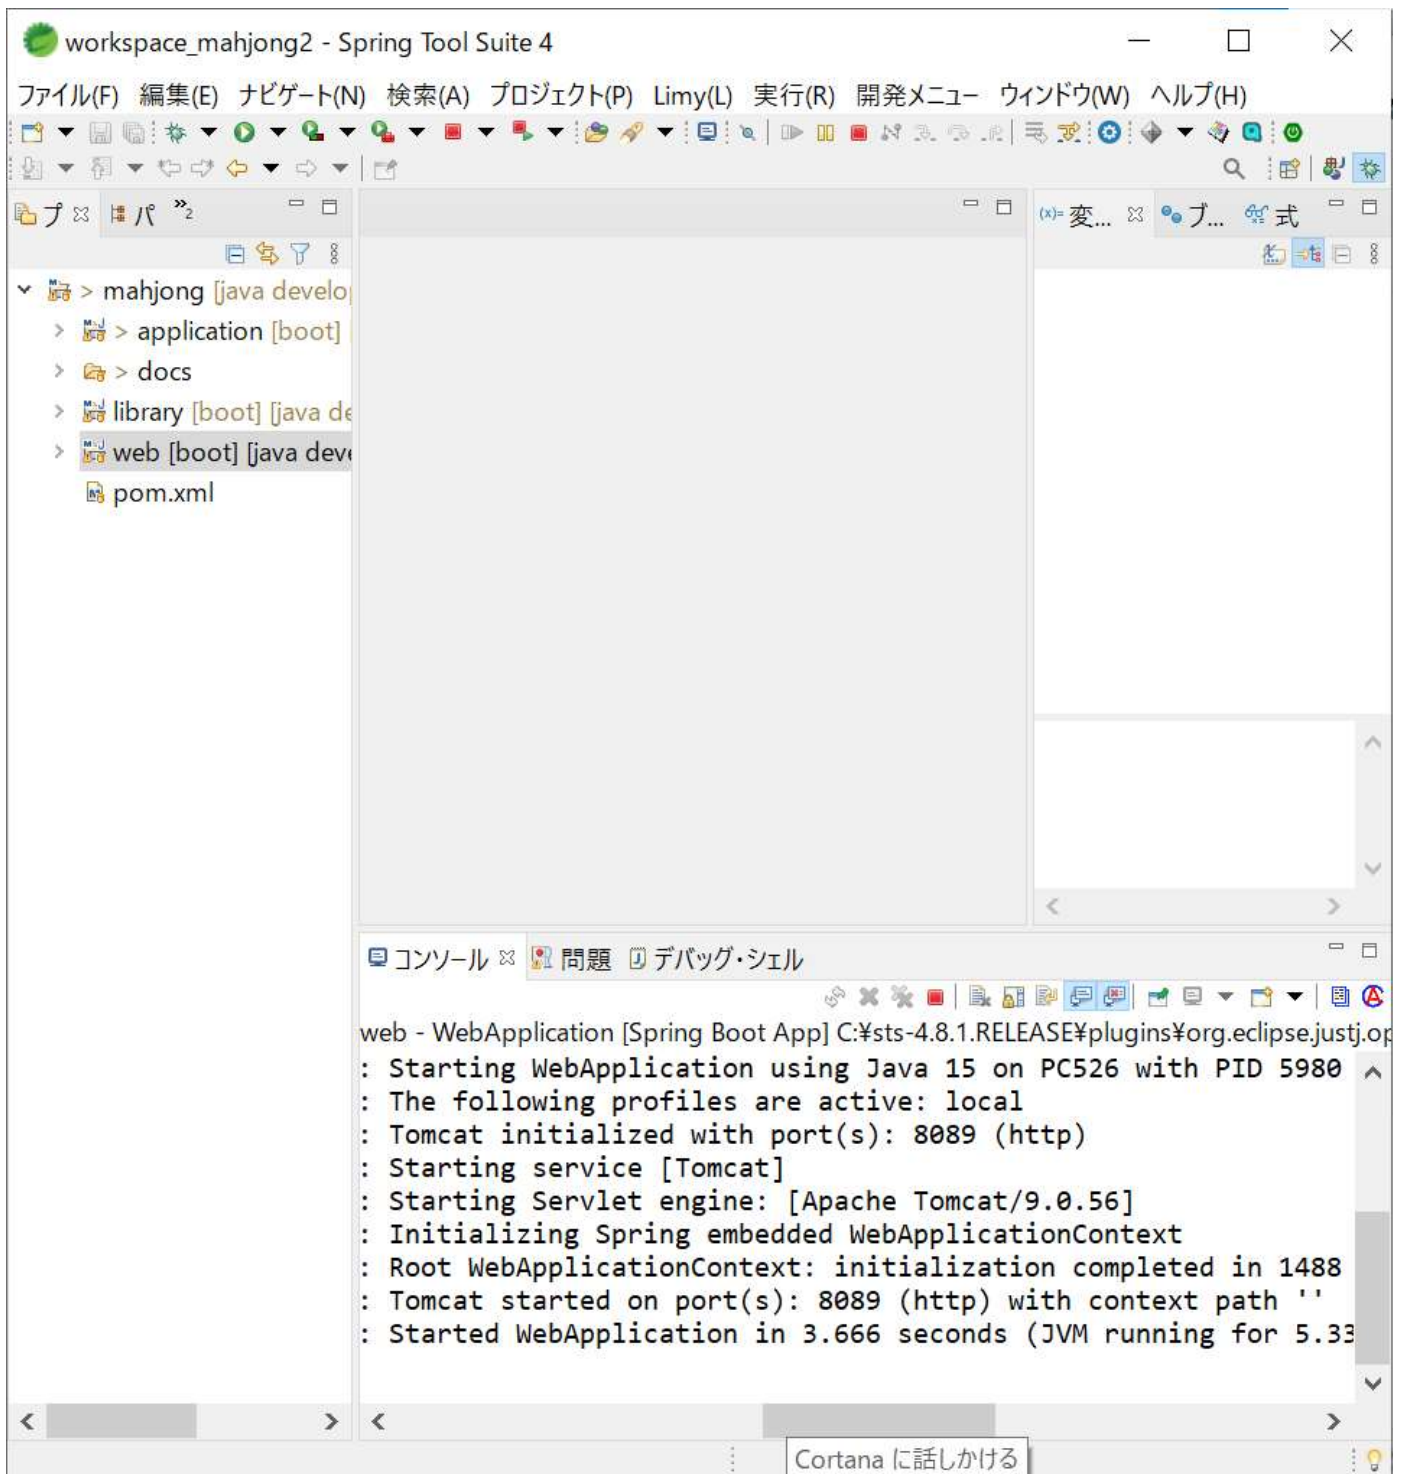 workspace_mahjong2 - Spring Tool Suite 4
ファイル(F) 編集(E) ナビゲート(N) 検索(A) プロジェクト(P) Limy(L) 実行(R) 開発メニュー ウィンドウ(W) ヘルプ(H)
プ パ »2
変... ブ... 式
> mahjong [java develop
> application [boot]
> docs
library [boot] [java de
web [boot] [java deve
pom.xml
コンソール 問題 デバッグ・シェル
web - WebApplication [Spring Boot App] C:¥sts-4.8.1.RELEASE¥plugins¥org.eclipse.justj.op
: Starting WebApplication using Java 15 on PC526 with PID 5980
: The following profiles are active: local
: Tomcat initialized with port(s): 8089 (http)
: Starting service [Tomcat]
: Starting Servlet engine: [Apache Tomcat/9.0.56]
: Initializing Spring embedded WebApplicationContext
: Root WebApplicationContext: initialization completed in 1488
: Tomcat started on port(s): 8089 (http) with context path ''
: Started WebApplication in 3.666 seconds (JVM running for 5.33
Cortana に話しかける